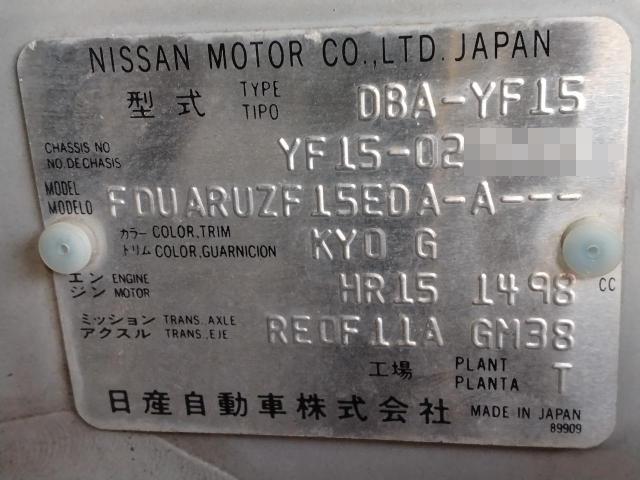 NISSAN MOTOR CO.,LTD. JAPAN
型式 TYPE TIPO DBA-YF15
CHASSIS NO NO.DECHASIS YF15-02
MODEL MODELO FDUARUZF15EDA-A---
カラー COLOR,TRIM KY0 G
トリム COLOR,GUARNICION
エンジン ENGINE MOTOR HR15 1498 CC
ミッション TRANS.,AXLE RE0F11A GM38
アクスル TRANS.,EJE
工場 PLANT PLANTA T
日産自動車株式会社 MADE IN JAPAN
89909